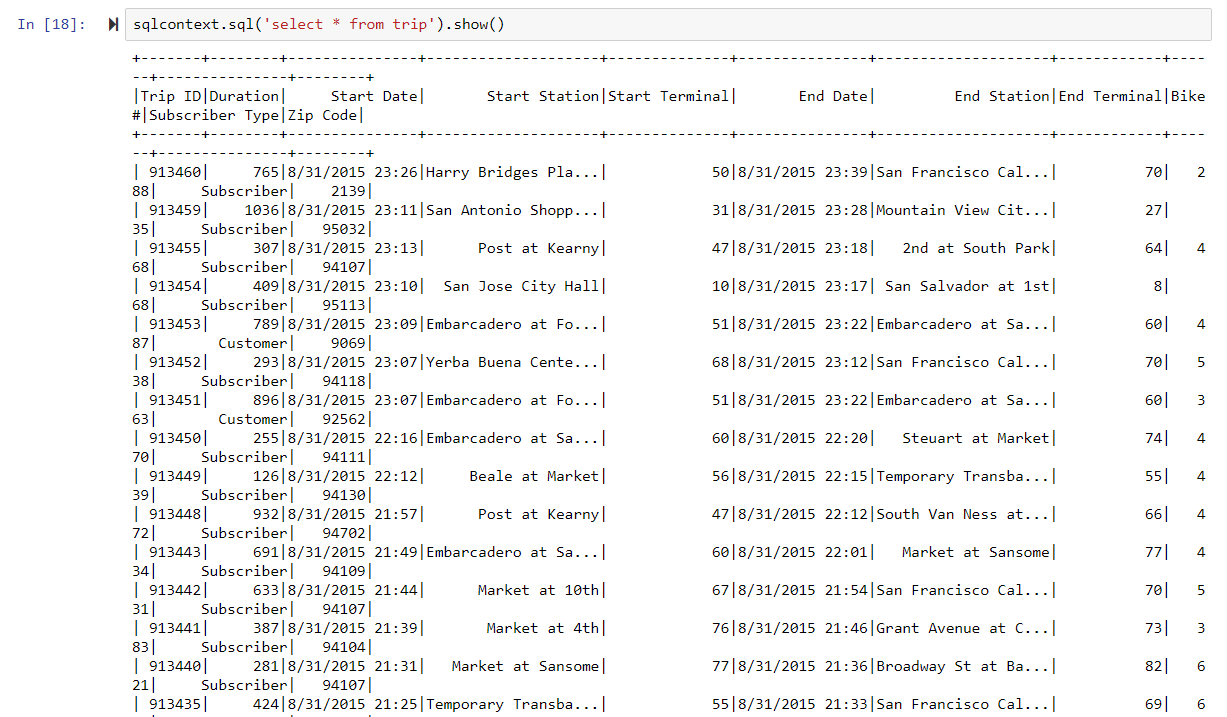 In [18]: sqlcontext.sql('select * from trip').show()
+-------+--------+---------------+--------------------+--------------+---------------+--------------------+------------+----
--+---------------+--------+
|Trip ID|Duration|     Start Date|       Start Station|Start Terminal|       End Date|         End Station|End Terminal|Bike
#|Subscriber Type|Zip Code|
+-------+--------+---------------+--------------------+--------------+---------------+--------------------+------------+----
--+---------------+--------+
| 913460|     765|8/31/2015 23:26|Harry Bridges Pla...|            50|8/31/2015 23:39|San Francisco Cal...|          70|   2
88|     Subscriber|    2139|
| 913459|    1036|8/31/2015 23:11|San Antonio Shopp...|            31|8/31/2015 23:28|Mountain View Cit...|          27|
35|     Subscriber|   95032|
| 913455|     307|8/31/2015 23:13|      Post at Kearny|            47|8/31/2015 23:18|   2nd at South Park|          64|   4
68|     Subscriber|   94107|
| 913454|     409|8/31/2015 23:10|  San Jose City Hall|            10|8/31/2015 23:17| San Salvador at 1st|           8|
68|     Subscriber|   95113|
| 913453|     789|8/31/2015 23:09|Embarcadero at Fo...|            51|8/31/2015 23:22|Embarcadero at Sa...|          60|   4
87|       Customer|    9069|
| 913452|     293|8/31/2015 23:07|Yerba Buena Cente...|            68|8/31/2015 23:12|San Francisco Cal...|          70|   5
38|     Subscriber|   94118|
| 913451|     896|8/31/2015 23:07|Embarcadero at Fo...|            51|8/31/2015 23:22|Embarcadero at Sa...|          60|   3
63|       Customer|   92562|
| 913450|     255|8/31/2015 22:16|Embarcadero at Sa...|            60|8/31/2015 22:20|   Steuart at Market|          74|   4
70|     Subscriber|   94111|
| 913449|     126|8/31/2015 22:12|     Beale at Market|            56|8/31/2015 22:15|Temporary Transba...|          55|   4
39|     Subscriber|   94130|
| 913448|     932|8/31/2015 21:57|      Post at Kearny|            47|8/31/2015 22:12|South Van Ness at...|          66|   4
72|     Subscriber|   94702|
| 913443|     691|8/31/2015 21:49|Embarcadero at Sa...|            60|8/31/2015 22:01|   Market at Sansome|          77|   4
34|     Subscriber|   94109|
| 913442|     633|8/31/2015 21:44|      Market at 10th|            67|8/31/2015 21:54|San Francisco Cal...|          70|   5
31|     Subscriber|   94107|
| 913441|     387|8/31/2015 21:39|       Market at 4th|            76|8/31/2015 21:46|Grant Avenue at C...|          73|   3
83|     Subscriber|   94104|
| 913440|     281|8/31/2015 21:31|   Market at Sansome|            77|8/31/2015 21:36|Broadway St at Ba...|          82|   6
21|     Subscriber|   94107|
| 913435|     424|8/31/2015 21:25|Temporary Transba...|            55|8/31/2015 21:33|San Francisco Cal...|          69|   6